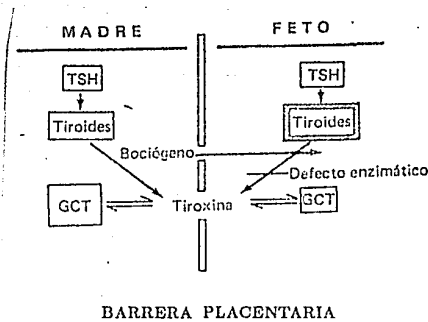 MADRE FETO
TSH TSH
Tiroides Tiroides
Bociógeno
Defecto enzimático
GCT Tiroxina GCT
BARRERA PLACENTARIA